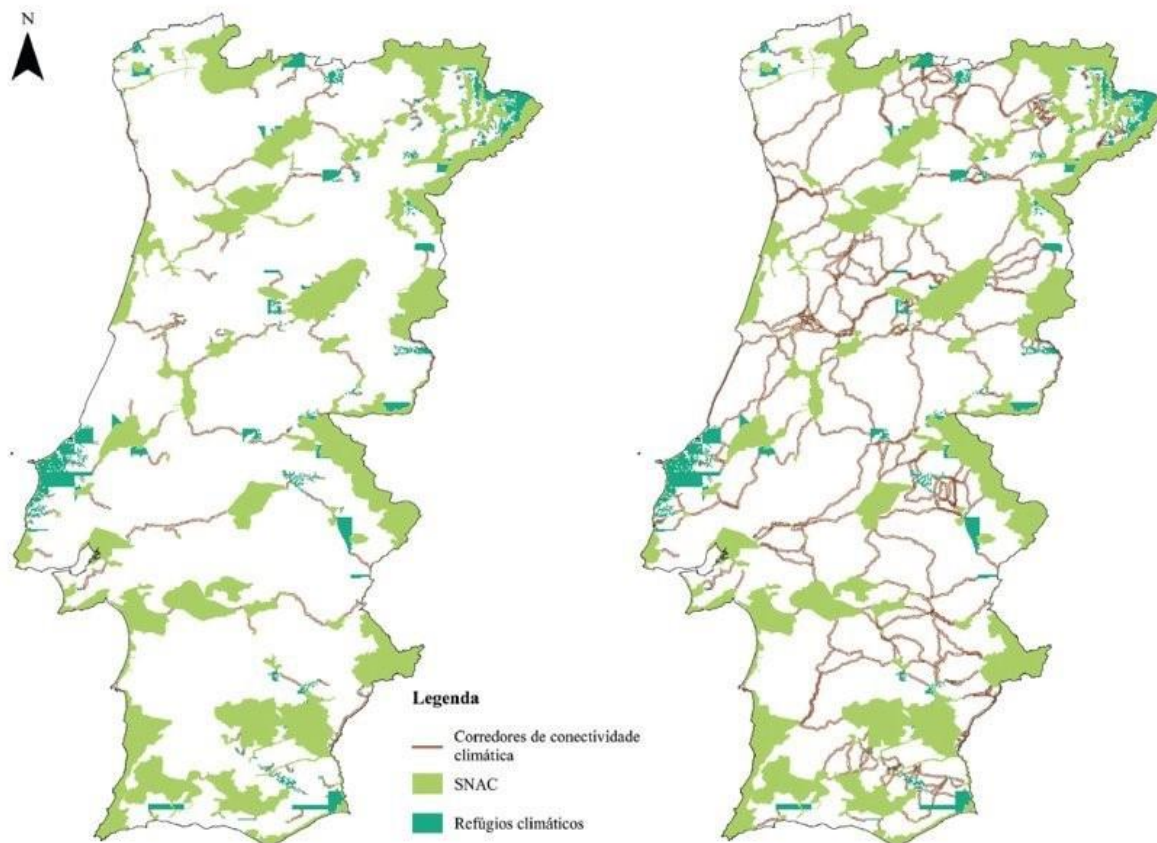 N
Legenda
Corredores de conectividade
climática
SNAC
Refúgios climáticos